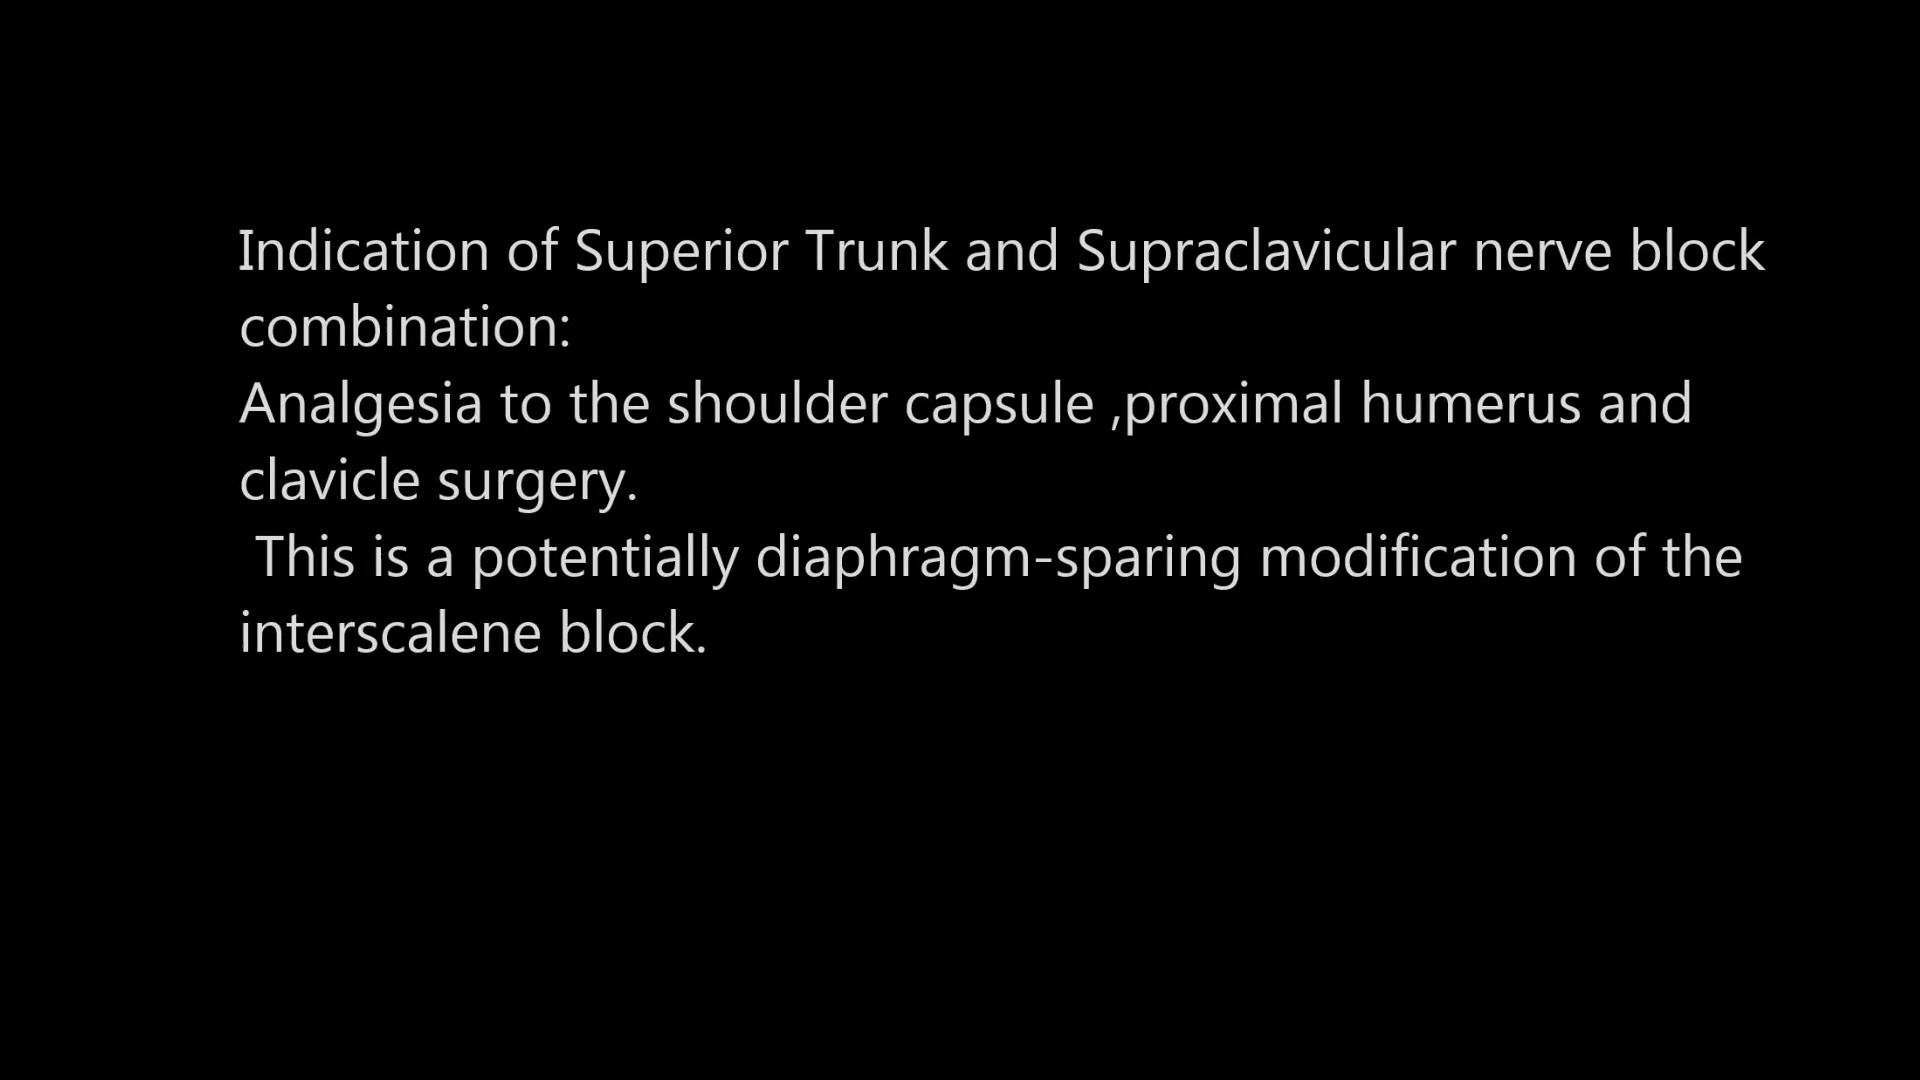 Indication of Superior Trunk and Supraclavicular nerve block
combination:
Analgesia to the shoulder capsule ,proximal humerus and
clavicle surgery.
This is a potentially diaphragm-sparing modification of the
interscalene block.